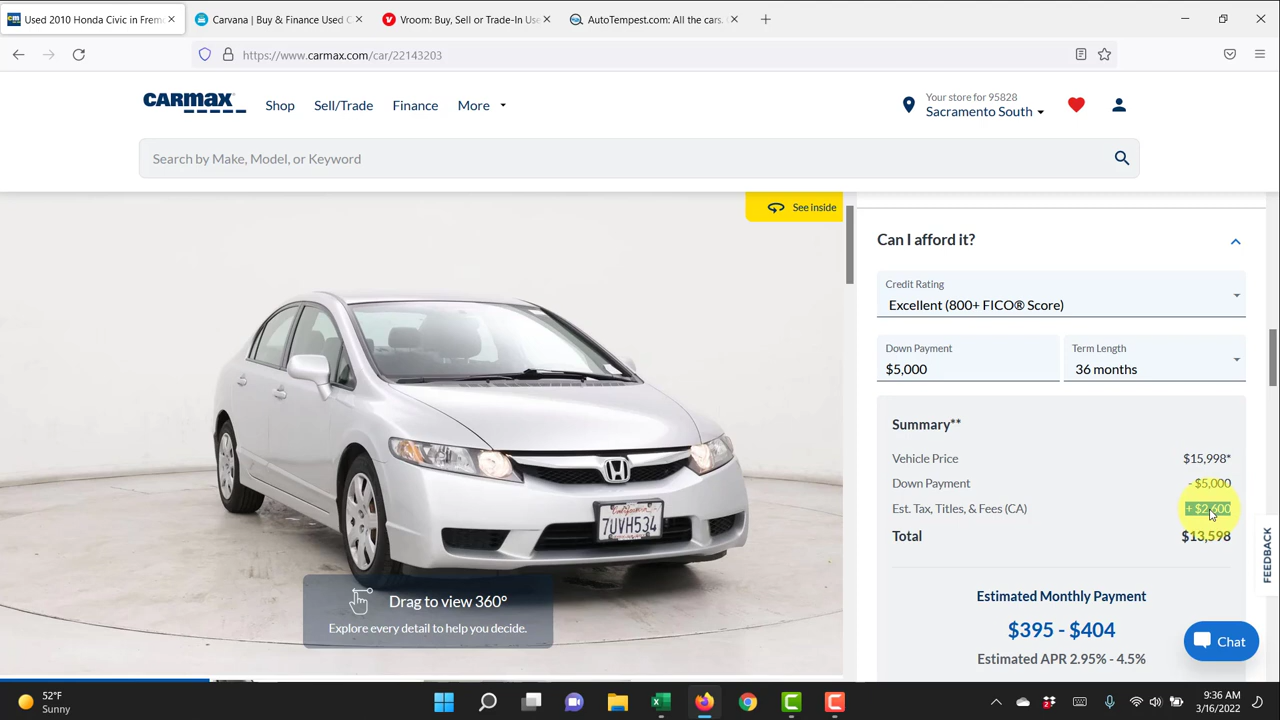 Used 2010 Honda Civic in Frem
Carvana | Buy & Finance Used C
Vroom: Buy, Sell or Trade-In Use
AutoTempest.com: All the cars. C
https://www.carmax.com/car/22143203
CARMAX
Shop
Sell/Trade
Finance
More
Your store for 95828
Sacramento South
Search by Make, Model, or Keyword
See inside
7UVH534
Drag to view 360°
Explore every detail to help you decide.
Can I afford it?
Credit Rating
Excellent (800+ FICO® Score)
Down Payment
$5,000
Term Length
36 months
Summary**
Vehicle Price $15,998*
Down Payment - $5,000
Est. Tax, Titles, & Fees (CA) + $2,600
Total $13,598
Estimated Monthly Payment
$395 - $404
Estimated APR 2.95% - 4.5%
FEEDBACK
Chat
52°F
Sunny
9:36 AM
3/16/2022